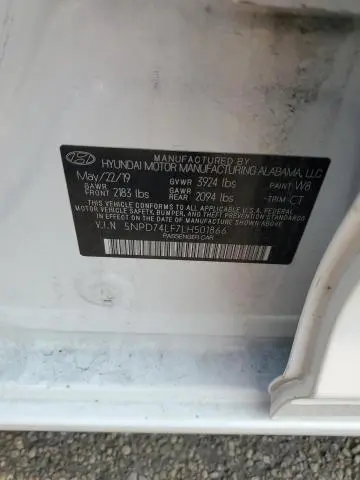 MANUFACTURED BY
HYUNDAI MOTOR MANUFACTURING ALABAMA, LLC
May/22/19 GVWR 3924 lbs PAINT W8
GAWR FRONT 2183 lbs GAWR REAR 2094 lbs TRIM CT
THIS VEHICLE CONFORMS TO ALL APPLICABLE U.S.A FEDERAL
MOTOR VEHICLE SAFETY, BUMPER, AND THEFT PREVENTION
STANDARDS IN EFFECT ON THE DATE OF MANUFACTURE SHOWN ABOVE.
V.I.N 5NPD74LF7LH501866
PASSENGER CAR